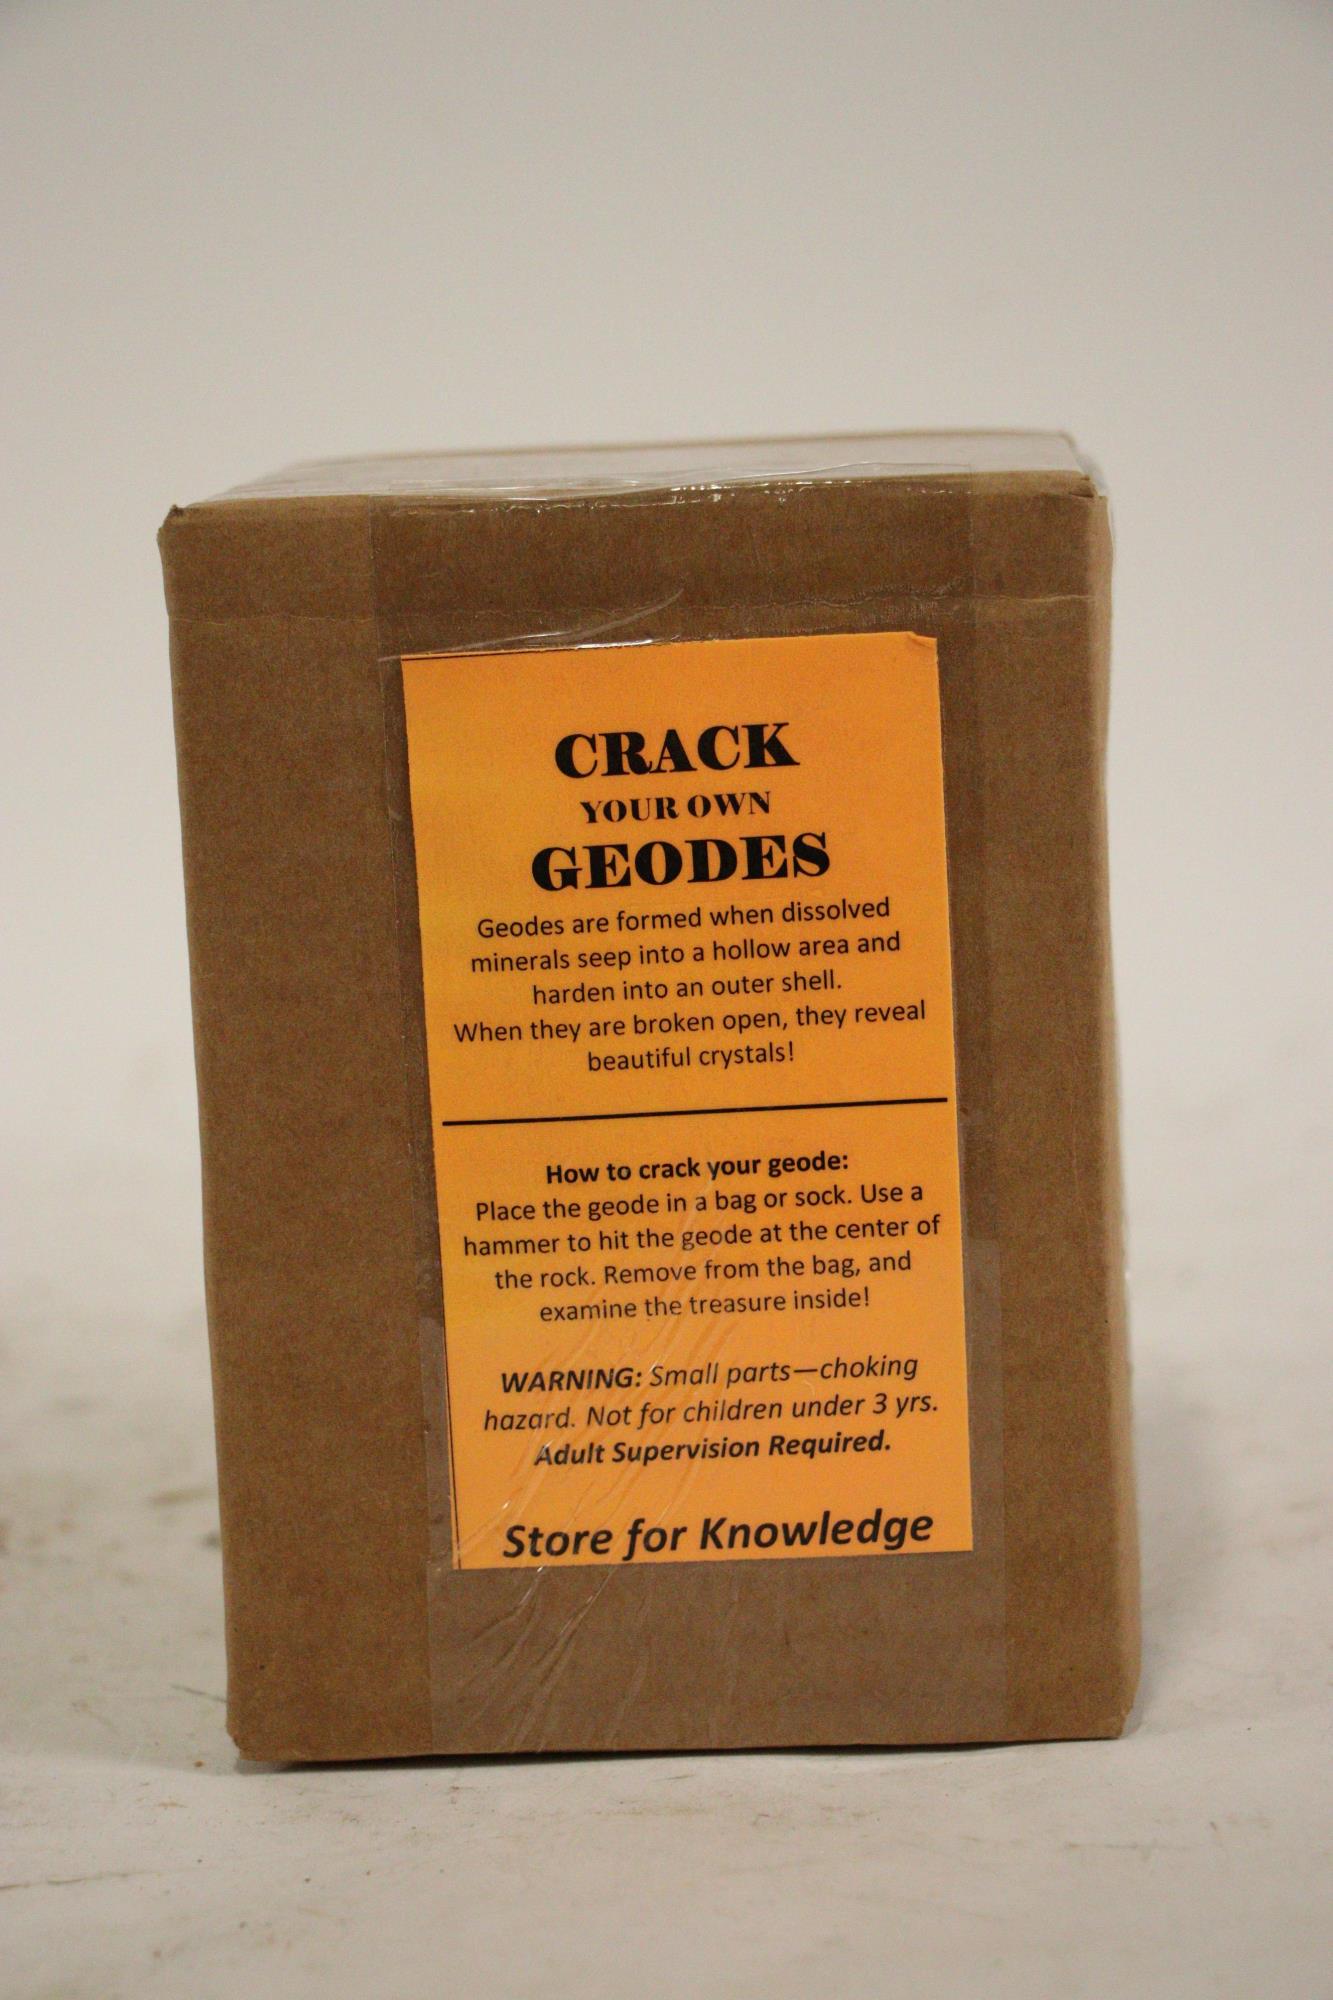 CRACK
YOUR OWN
GEODES
Geodes are formed when dissolved
minerals seep into a hollow area and
harden into an outer shell.
When they are broken open, they reveal
beautiful crystals!
How to crack your geode:
Place the geode in a bag or sock. Use a
hammer to hit the geode at the center of
the rock. Remove from the bag, and
examine the treasure inside!
WARNING: Small parts—choking
hazard. Not for children under 3 yrs.
Adult Supervision Required.
Store for Knowledge